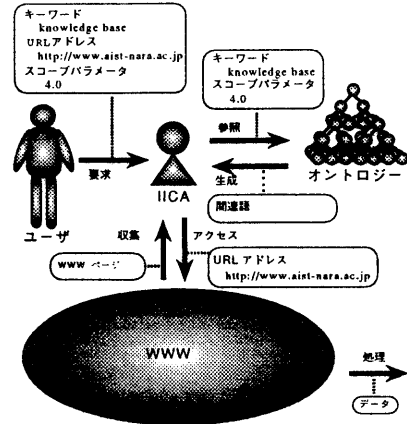 キーワード
knowledge base
URLアドレス
http://www.aist-nara.ac.jp
スコープパラメータ
4.0
キーワード
knowledge base
スコープパラメータ
4.0
参照
要求
生成
IICA
オントロジー
関連語
ユーザ
収集
アクセス
WWW ページ
URL アドレス
http://www.aist-nara.ac.jp
WWW
処理
データ